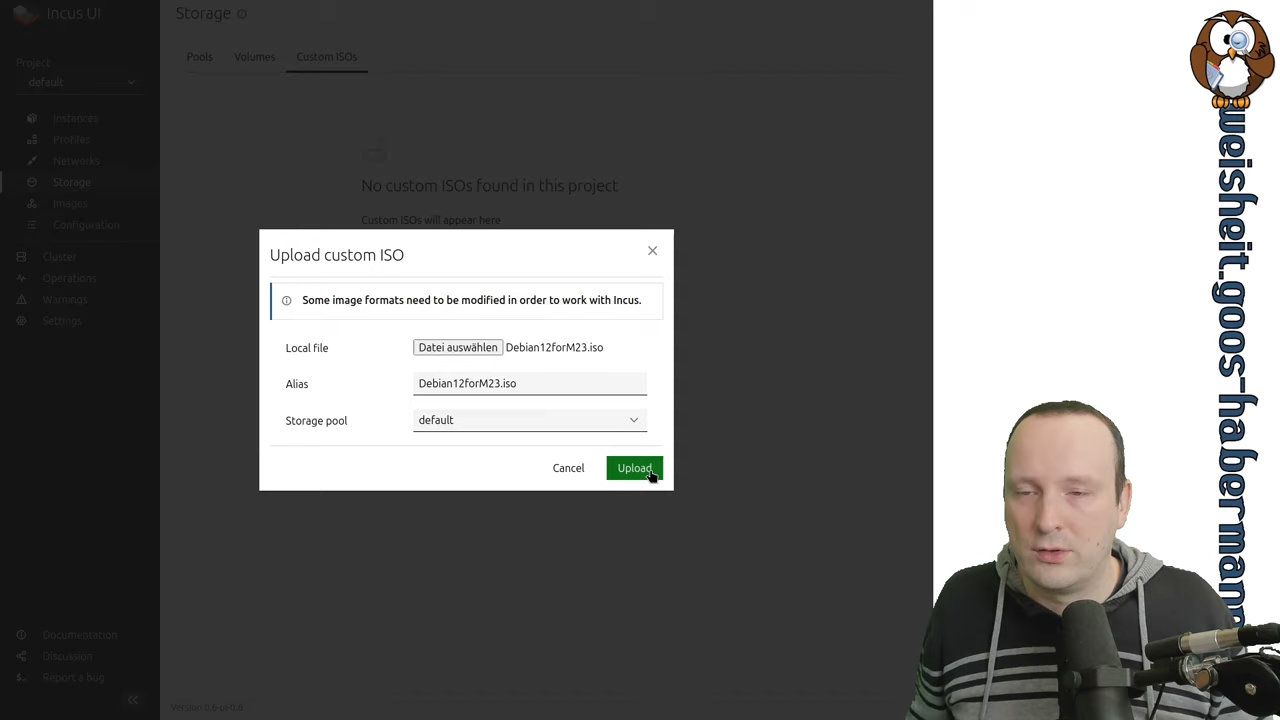 Incus UI
Project
default
Instances
Profiles
Networks
Storage
Images
Configuration
Cluster
Operations
Warnings
Settings
Documentation
Discussion
Report a bug
Storage
Pools
Volumes
Custom ISOs
No custom ISOs found in this project
Custom ISOs will appear here
Upload custom ISO
Some image formats need to be modified in order to work with Incus.
Local file
Datei auswählen Debian12forM23.iso
Alias
Debian12forM23.iso
Storage pool
default
Cancel
Upload
weisheit.goos-habermann